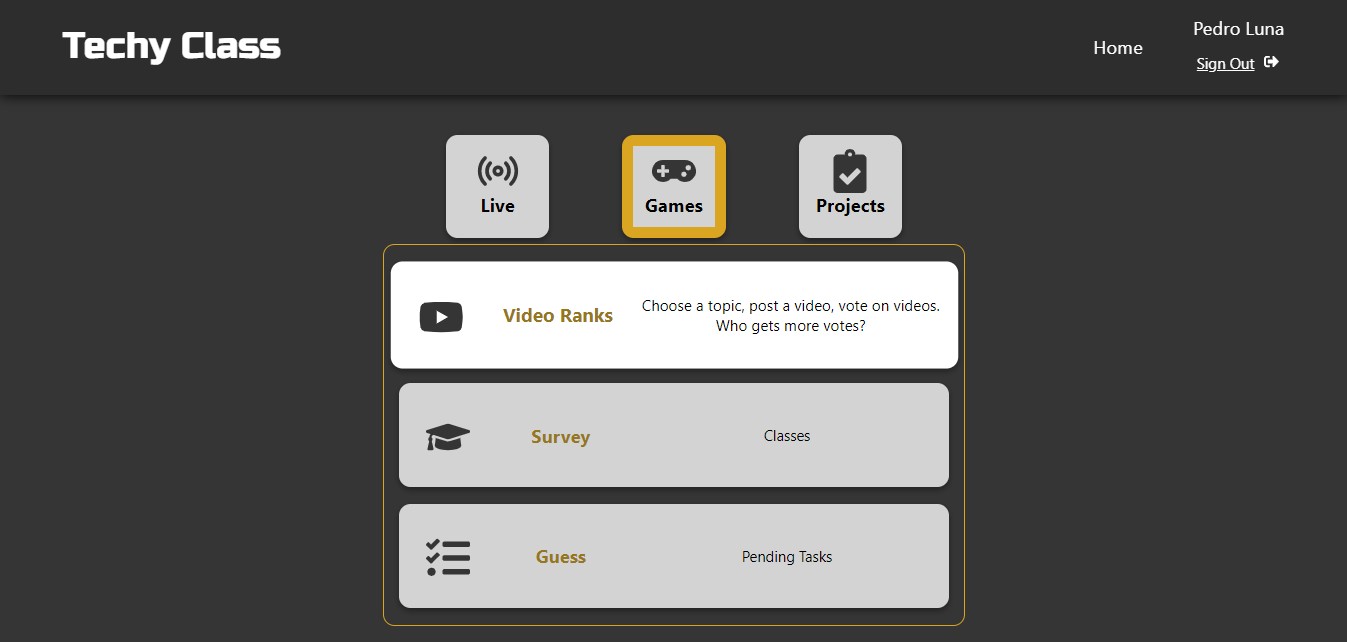 Techy Class
Home
Pedro Luna
Sign Out
Live
Games
Projects
Video Ranks
Choose a topic, post a video, vote on videos.
Who gets more votes?
Survey
Classes
Guess
Pending Tasks